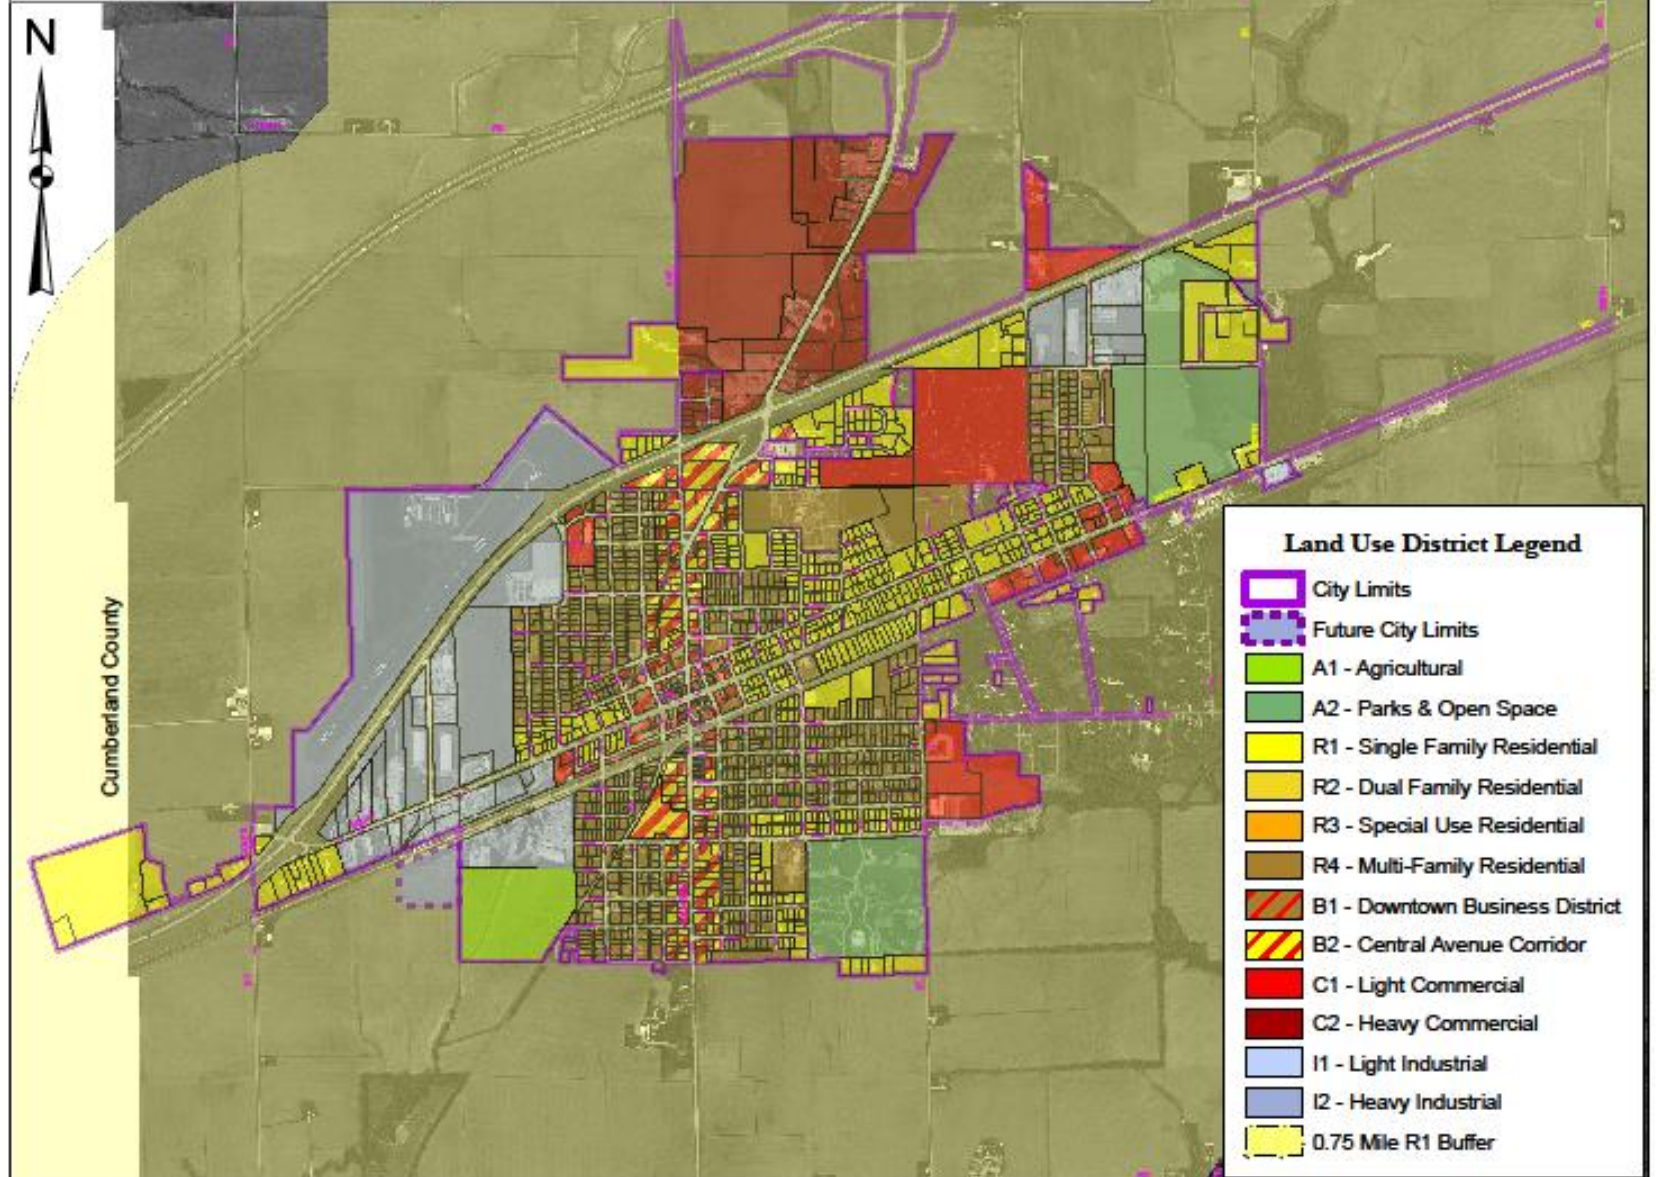 N
Cumberland County
Land Use District Legend
City Limits
Future City Limits
A1 - Agricultural
A2 - Parks & Open Space
R1 - Single Family Residential
R2 - Dual Family Residential
R3 - Special Use Residential
R4 - Multi-Family Residential
B1 - Downtown Business District
B2 - Central Avenue Corridor
C1 - Light Commercial
C2 - Heavy Commercial
I1 - Light Industrial
I2 - Heavy Industrial
0.75 Mile R1 Buffer